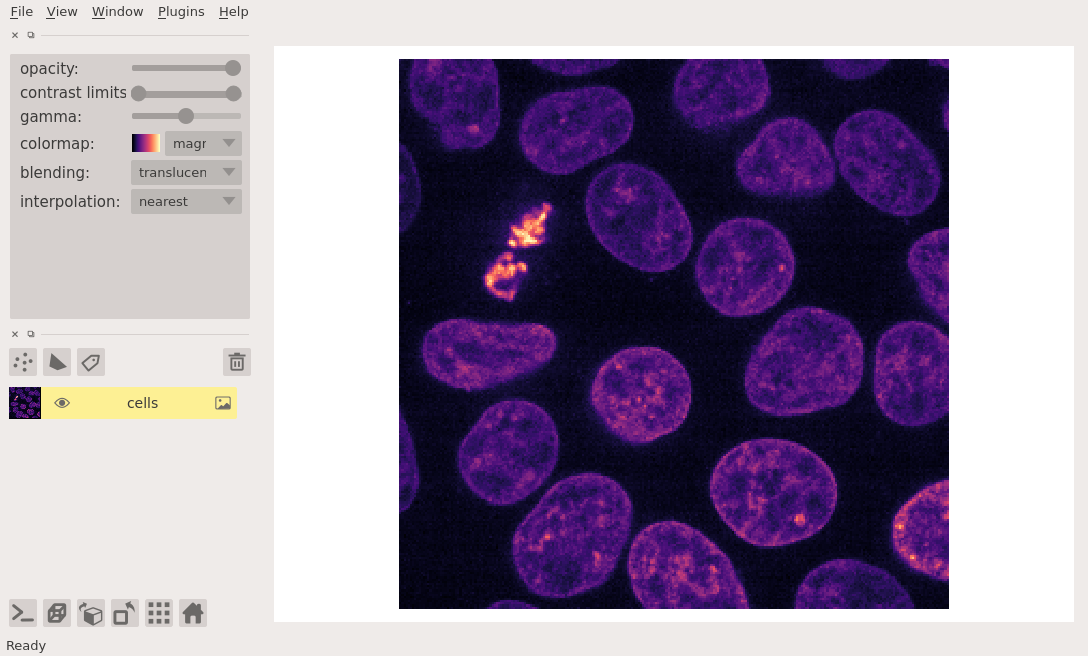 File View Window Plugins Help
opacity:
contrast limits
gamma:
colormap: magr
blending: translucen
interpolation: nearest
cells
Ready